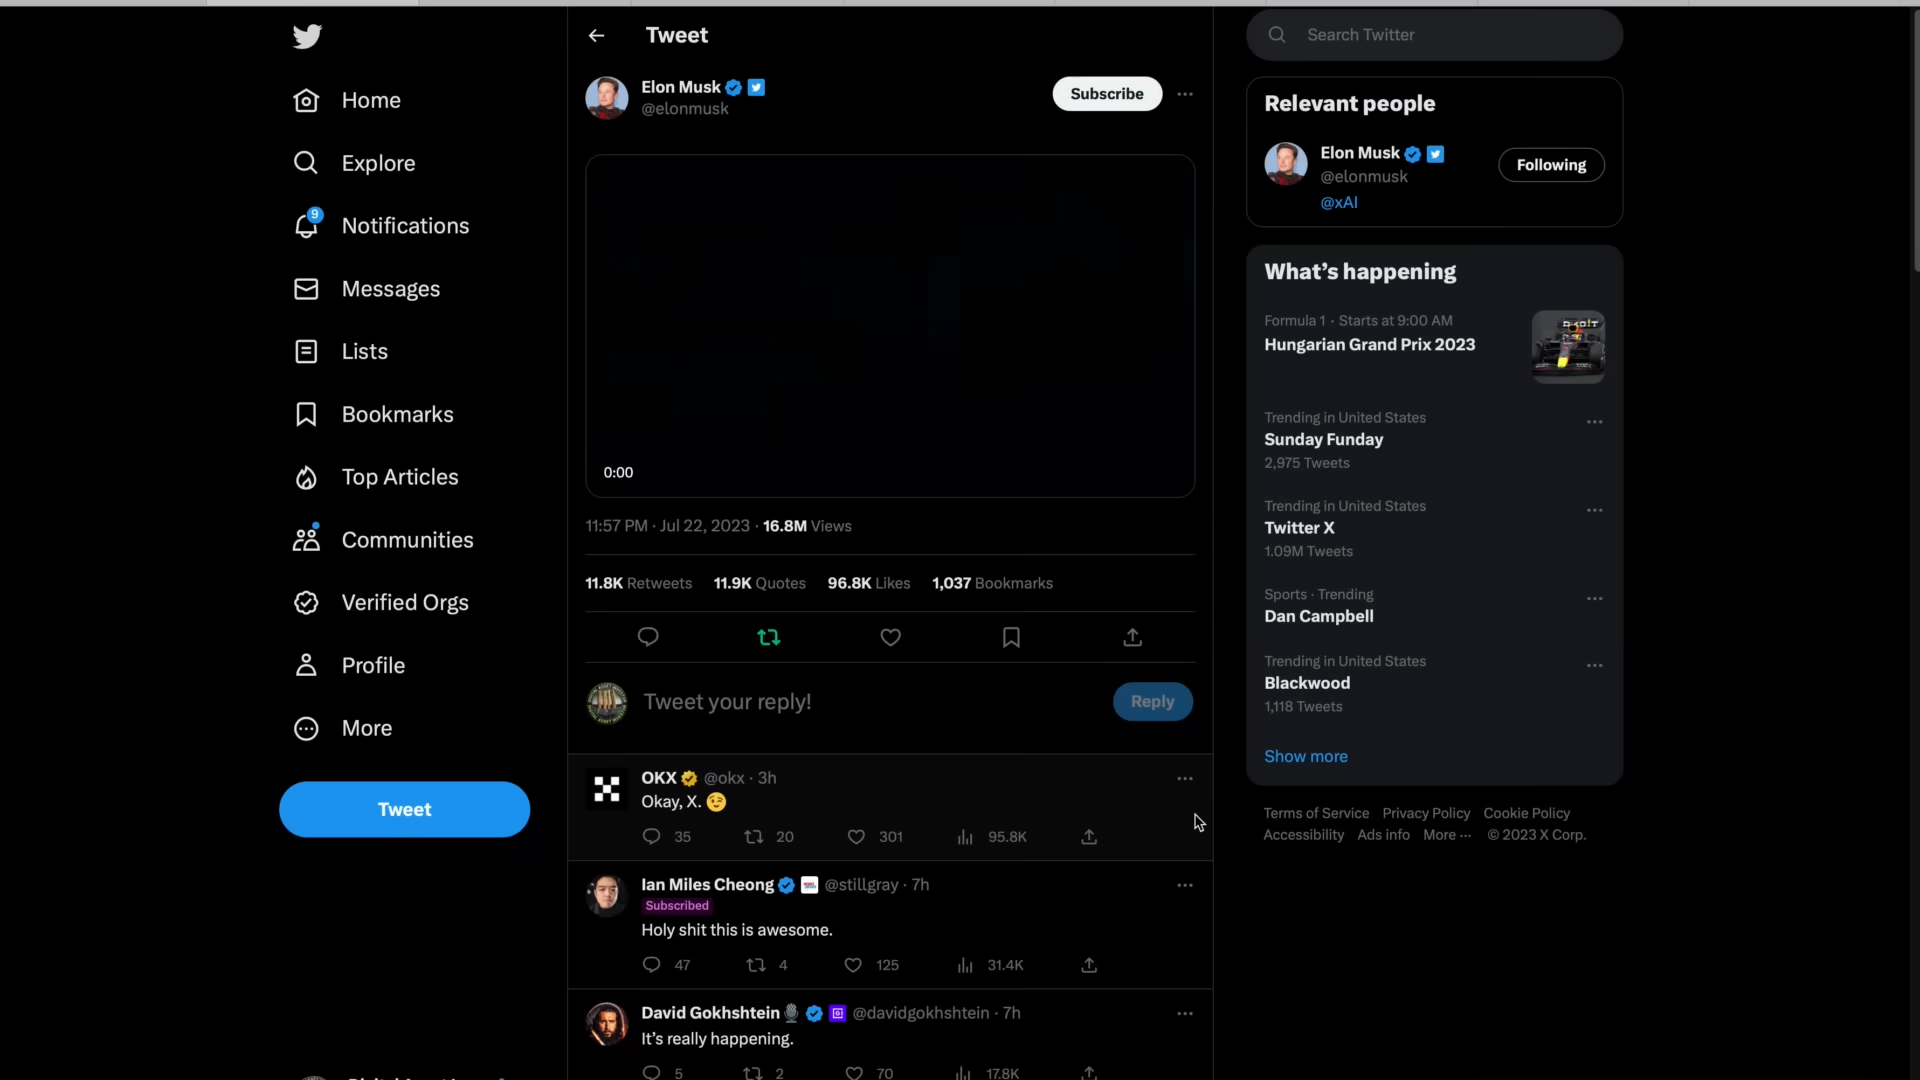 Home
Explore
9
Notifications
Messages
Lists
Bookmarks
Top Articles
Communities
Verified Orgs
Profile
More
Tweet
Tweet
Elon Musk
@elonmusk
Subscribe
0:00
11:57 PM · Jul 22, 2023 · 16.8M Views
11.8K Retweets 11.9K Quotes 96.8K Likes 1,037 Bookmarks
Tweet your reply!
Reply
OKX @okx · 3h
Okay, X. 😉
35 20 301 95.8K
Ian Miles Cheong @stillgray · 7h
Subscribed
Holy shit this is awesome.
47 4 125 31.4K
David Gokhshtein🎙️ @davidgokhshtein · 7h
It's really happening.
5 2 70 17.8K
Search Twitter
Relevant people
Elon Musk
@elonmusk
Following
@xAI
What's happening
Formula 1 · Starts at 9:00 AM
Hungarian Grand Prix 2023
Trending in United States
Sunday Funday
2,975 Tweets
Trending in United States
Twitter X
1.09M Tweets
Sports · Trending
Dan Campbell
Trending in United States
Blackwood
1,118 Tweets
Show more
Terms of Service Privacy Policy Cookie Policy
Accessibility Ads info More ··· © 2023 X Corp.